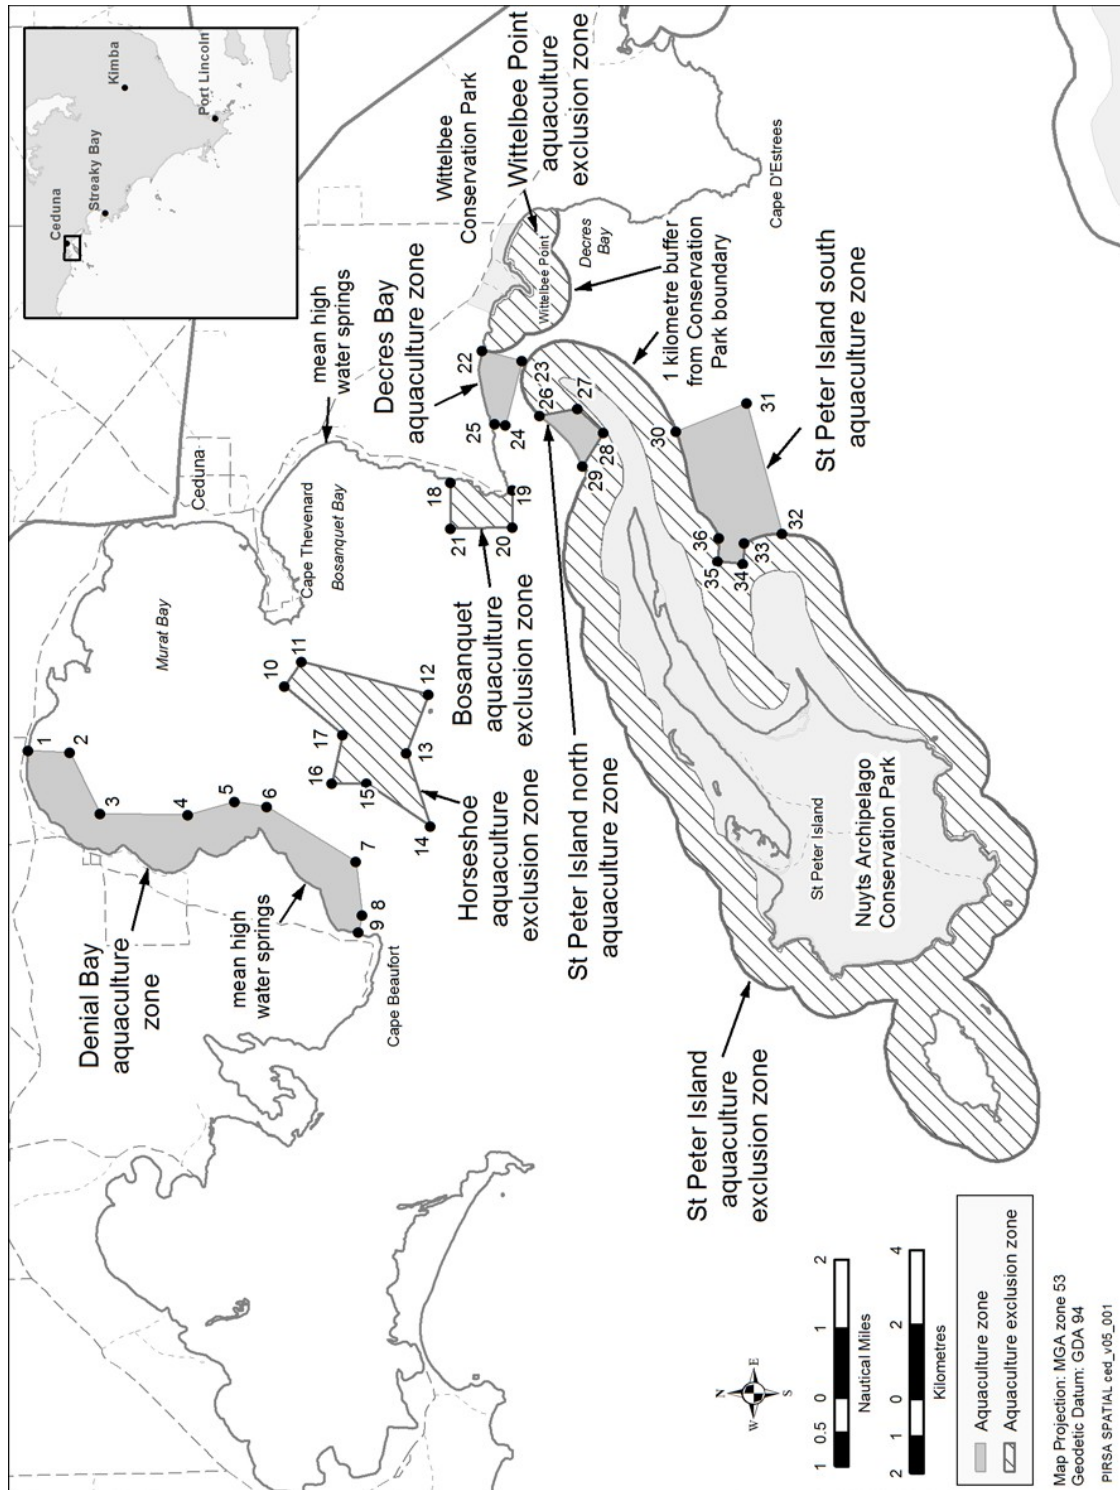 Ceduna
Streaky Bay
Kimba
Port Lincoln
Denial Bay
aquaculture
zone
mean high
water springs
Cape Beaufort
1
2
3
4
5
6
7
8
9
Murat Bay
Ceduna
Cape Thevenard
Bosanquet Bay
mean high
water springs
10
11
12
13
14
15
16
17
Horseshoe
aquaculture
exclusion zone
18
19
20
21
Bosanquet
aquaculture
exclusion zone
Decres Bay
aquaculture zone
22
23
24
25
Wittelbee
Conservation Park
Wittelbee Point
aquaculture
exclusion zone
Wittelbee Point
Decres
Bay
Cape D'Estrees
1 kilometre buffer
from Conservation
Park boundary
26
27
28
29
St Peter Island north
aquaculture zone
30
31
32
33
34
35
36
St Peter Island south
aquaculture zone
St Peter Island
Nuyts Archipelago
Conservation Park
St Peter Island
aquaculture
exclusion zone
N
W E
S
1 0.5 0 1 2
Nautical Miles
2 1 0 2 4
Kilometres
Aquaculture zone
Aquaculture exclusion zone
Map Projection: MGA zone 53
Geodetic Datum: GDA 94
PIRSA SPATIAL ced_v05_001